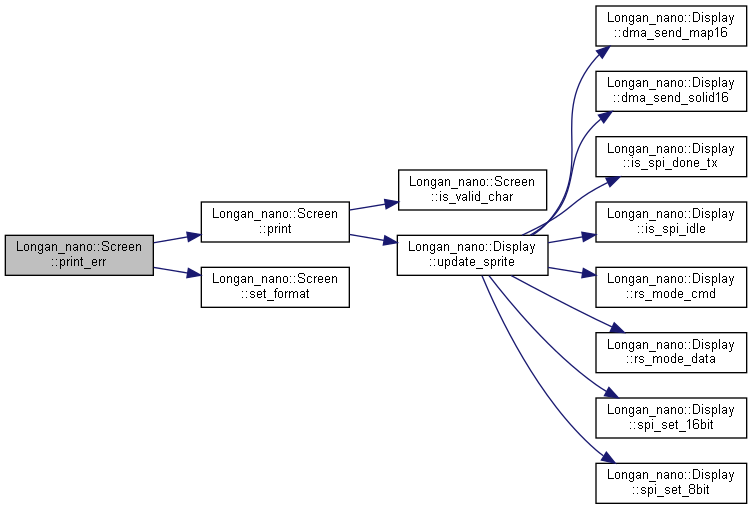 Longan_nano::Screen
::print_err
Longan_nano::Screen
::print
Longan_nano::Screen
::set_format
Longan_nano::Screen
::is_valid_char
Longan_nano::Display
::update_sprite
Longan_nano::Display
::dma_send_map16
Longan_nano::Display
::dma_send_solid16
Longan_nano::Display
::is_spi_done_tx
Longan_nano::Display
::is_spi_idle
Longan_nano::Display
::rs_mode_cmd
Longan_nano::Display
::rs_mode_data
Longan_nano::Display
::spi_set_16bit
Longan_nano::Display
::spi_set_8bit